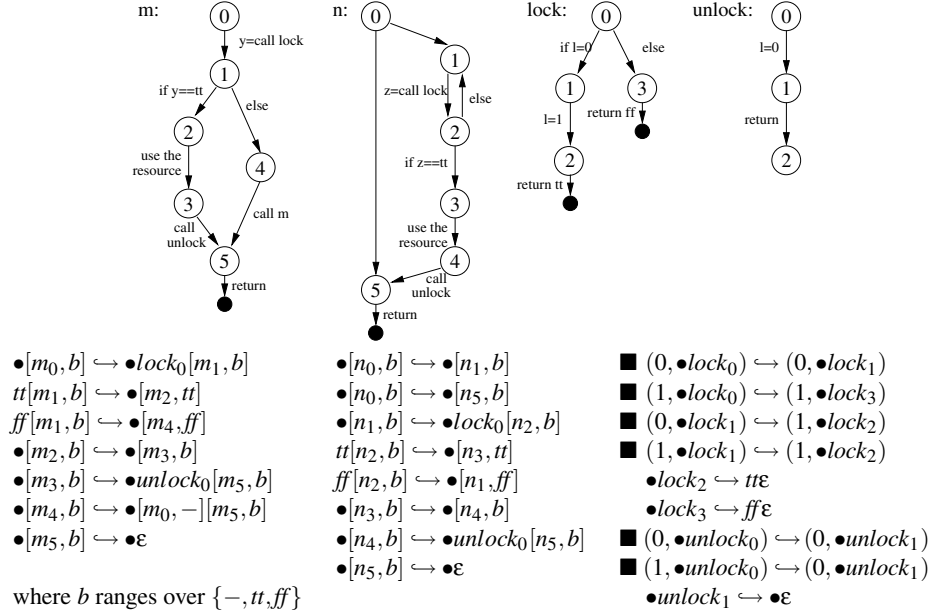 m:
n:
lock:
unlock:
0
y=call lock
1
if y==tt
else
2
use the
resource
4
3
call
unlock
call m
5
return
0
1
z=call lock
else
2
if z==tt
3
use the
resource
4
call
unlock
5
return
0
if l=0
else
1
3
l=1
return ff
2
return tt
0
l=0
1
return
2
●[m₀,b] ↪ ●lock₀[m₁,b]
tt[m₁,b] ↪ ●[m₂,tt]
ff[m₁,b] ↪ ●[m₄,ff]
●[m₂,b] ↪ ●[m₃,b]
●[m₃,b] ↪ ●unlock₀[m₅,b]
●[m₄,b] ↪ ●[m₀,−][m₅,b]
●[m₅,b] ↪ ●ε
where b ranges over {−,tt,ff}
●[n₀,b] ↪ ●[n₁,b]
●[n₀,b] ↪ ●[n₅,b]
●[n₁,b] ↪ ●lock₀[n₂,b]
tt[n₂,b] ↪ ●[n₃,tt]
ff[n₂,b] ↪ ●[n₁,ff]
●[n₃,b] ↪ ●[n₄,b]
●[n₄,b] ↪ ●unlock₀[n₅,b]
●[n₅,b] ↪ ●ε
■ (0,●lock₀) ↪ (0,●lock₁)
■ (1,●lock₀) ↪ (1,●lock₃)
■ (0,●lock₁) ↪ (1,●lock₂)
■ (1,●lock₁) ↪ (1,●lock₂)
●lock₂ ↪ ttε
●lock₃ ↪ ffε
■ (0,●unlock₀) ↪ (0,●unlock₁)
■ (1,●unlock₀) ↪ (0,●unlock₁)
●unlock₁ ↪ ●ε